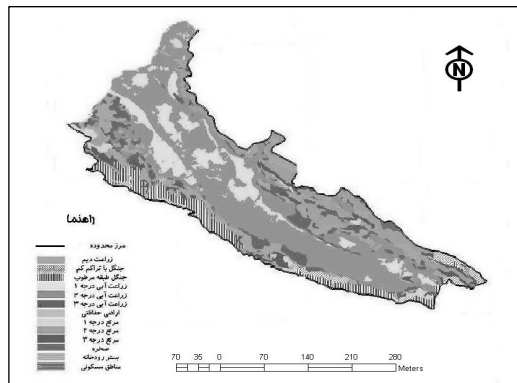 N
راهنما
مرز محدوده
زراعت دیم
جنگل با تراکم کم
جنگل طبقه مرطوب
زراعت آبی درجه ۱
زراعت آبی درجه ۳
زراعت آبی درجه ۳
اراضی حفاظتی
مرتع درجه ۱
مرتع درجه ۲
مرتع درجه ۳
صخره
بستر رودخانه
مناطق مسکونی
70 35 0 70 140 210 280
Meters